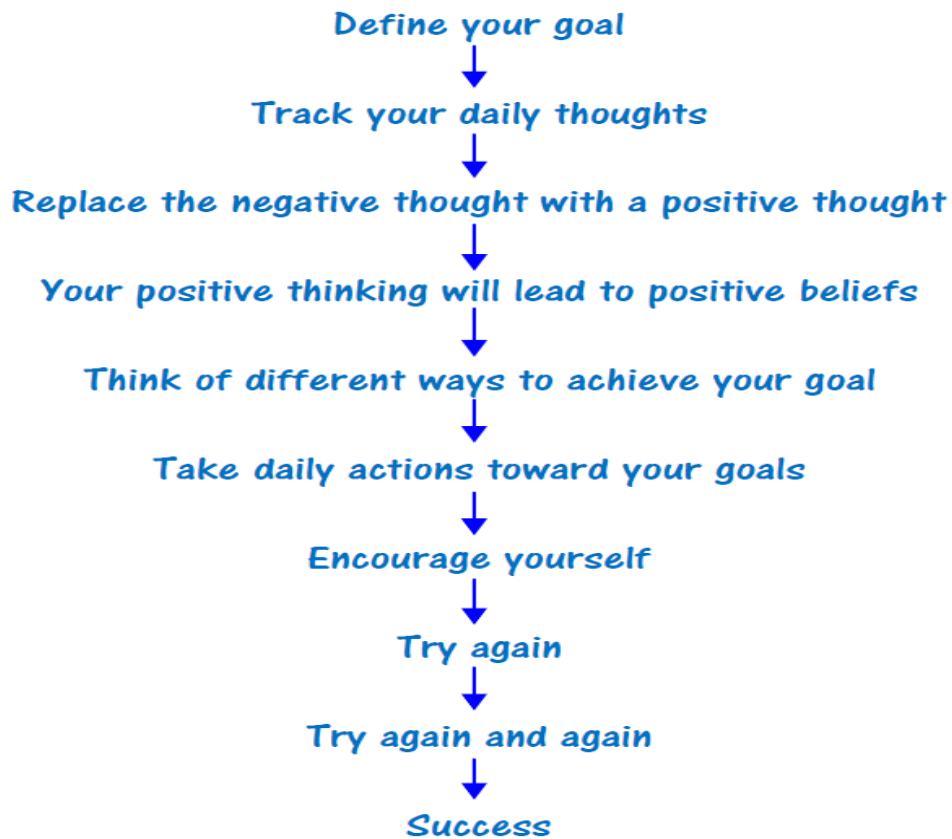 Define your goal
Track your daily thoughts
Replace the negative thought with a positive thought
Your positive thinking will lead to positive beliefs
Think of different ways to achieve your goal
Take daily actions toward your goals
Encourage yourself
Try again
Try again and again
Success